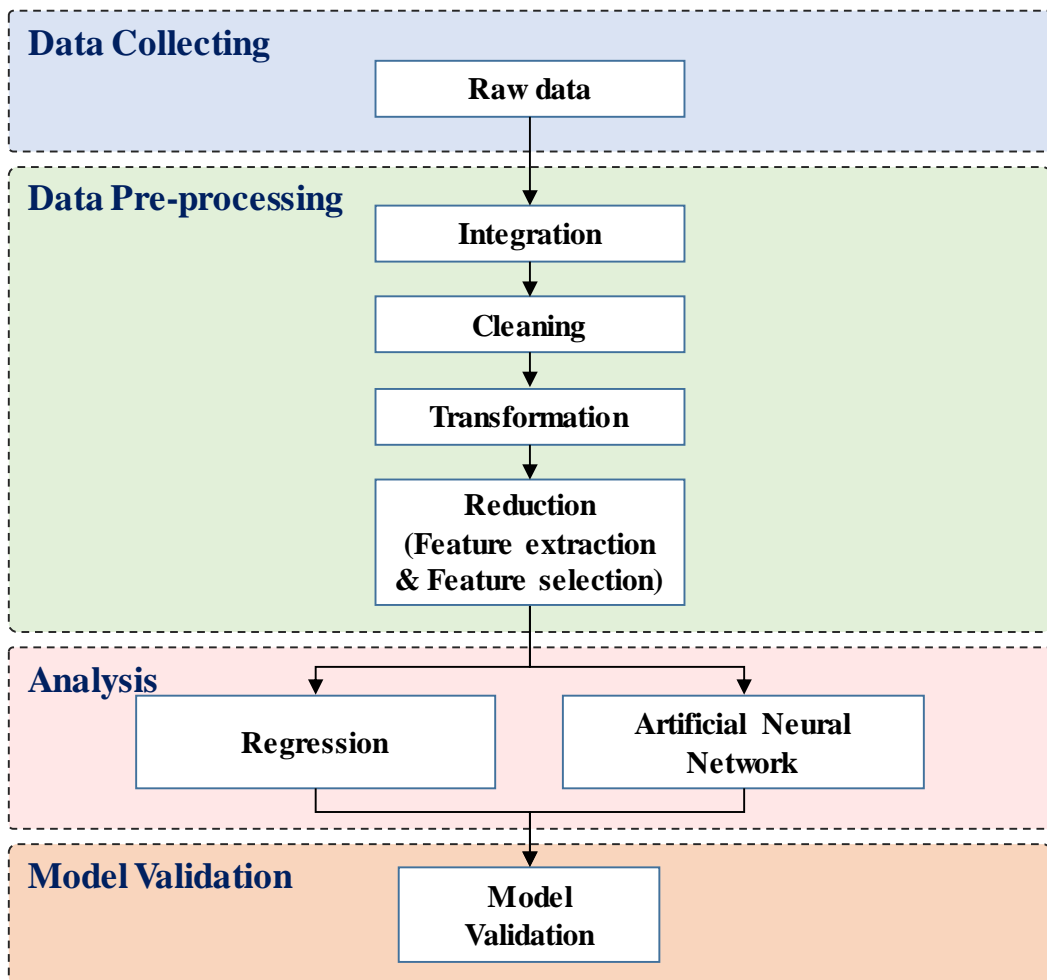 Data Collecting
Raw data
Data Pre-processing
Integration
Cleaning
Transformation
Reduction
(Feature extraction
& Feature selection)
Analysis
Regression
Artificial Neural
Network
Model Validation
Model
Validation